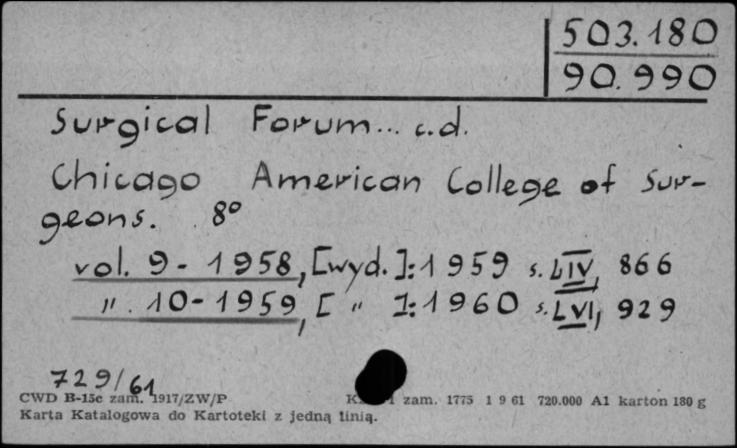 503.180
90.990
Surgical Forum... c.d.
Chicago American College of Sur-
geons. 8°
vol. 9 - 1958, [wyd.]: 1959 s. LIV, 866
" . 10 - 1959, [ " ]: 1960 s. LVI, 929
729/61
CWD B-15c zam. 1917/ZW/P zam. 1775 1 9 61 720.000 A1 karton 180 g
Karta Katalogowa do Kartoteki z jedną linią.